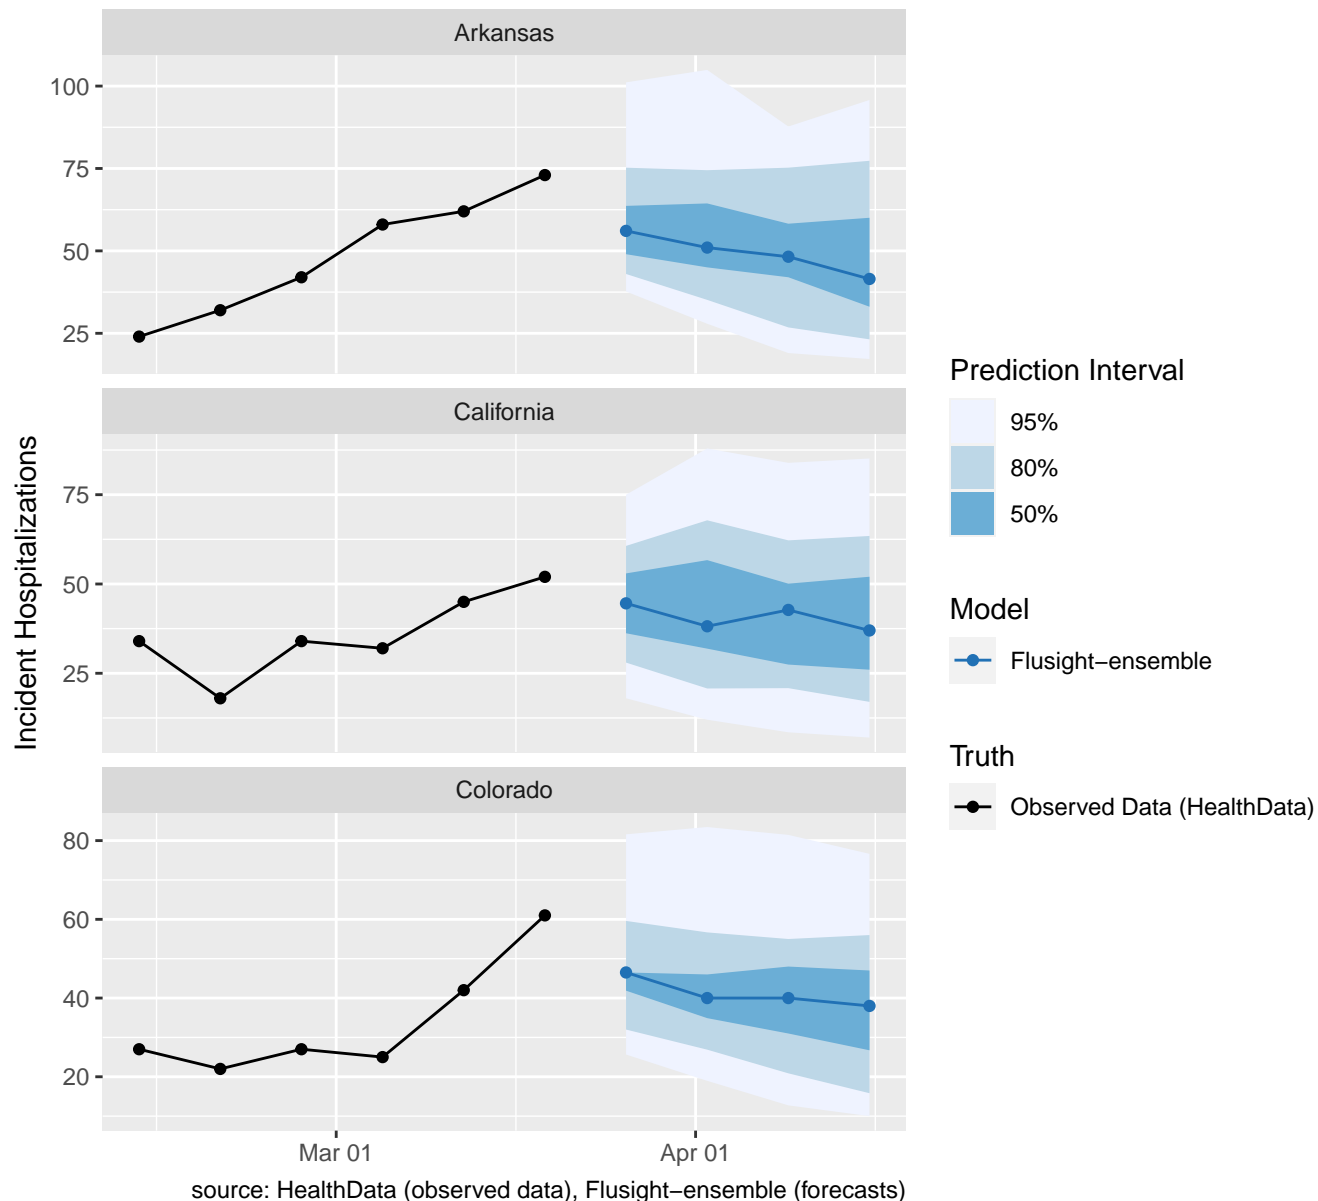 Arkansas
100
75
50
25
California
75
50
25
Incident Hospitalizations
Colorado
80
60
40
20
Mar 01
Apr 01
source: HealthData (observed data), Flusight−ensemble (forecasts)
Prediction Interval
95%
80%
50%
Model
Flusight−ensemble
Truth
Observed Data (HealthData)